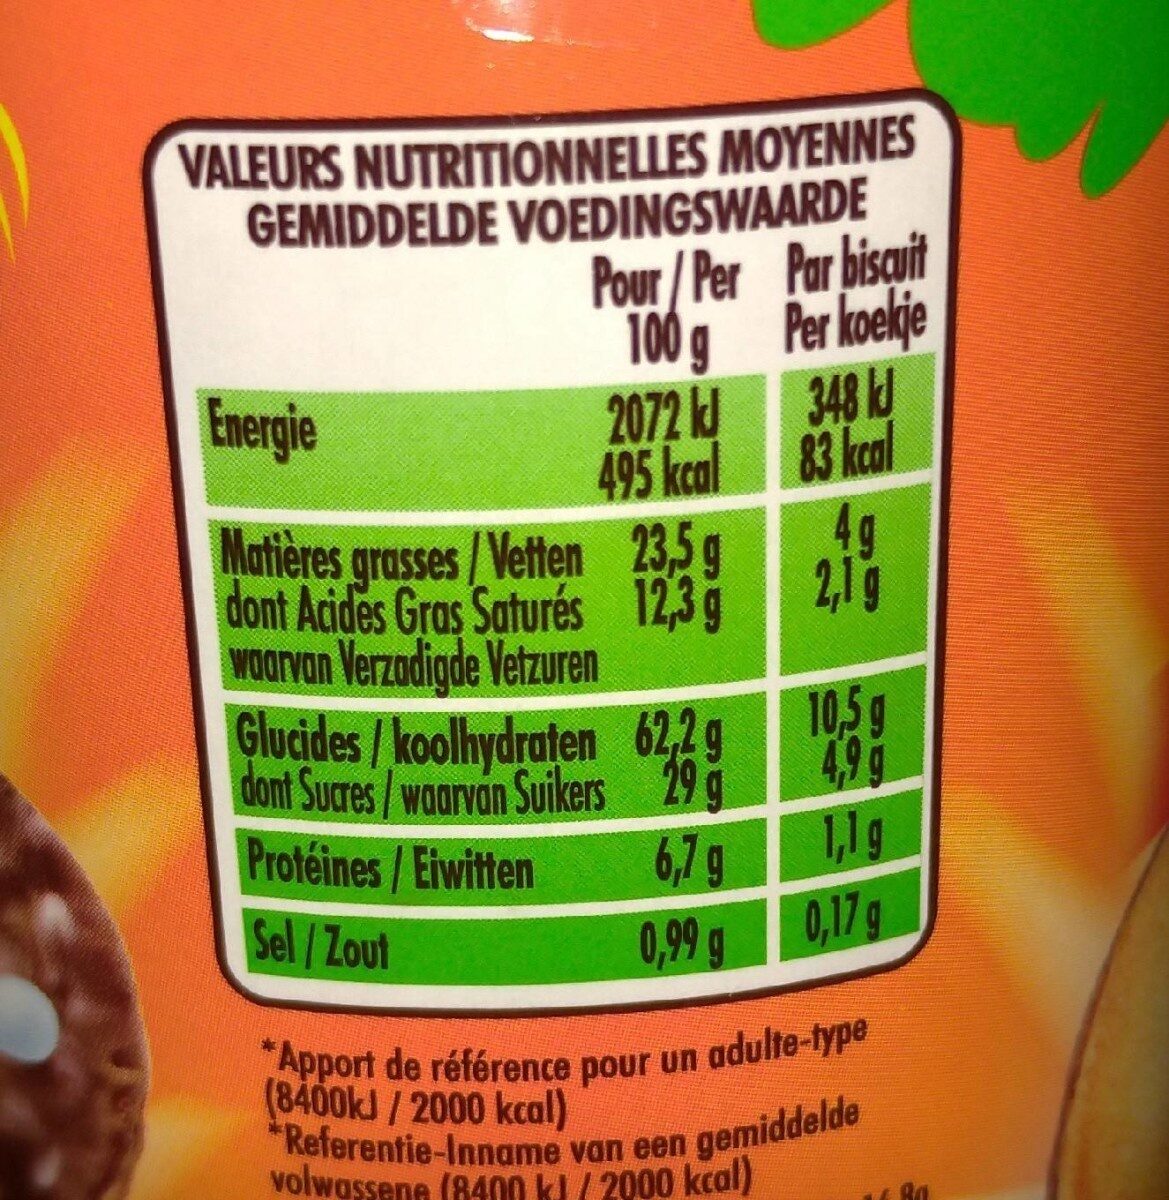 VALEURS NUTRITIONNELLES MOYENNES
GEMIDDELDE VOEDINGSWAARDE
Pour / Per Par biscuit
100 g Per koekje
Energie 2072 kJ 348 kJ
495 kcal 83 kcal
Matières grasses / Vetten 23,5 g 4 g
dont Acides Gras Saturés 12,3 g 2,1 g
waarvan Verzadigde Vetzuren
Glucides / koolhydraten 62,2 g 10,5 g
dont Sucres / waarvan Suikers 29 g 4,9 g
Protéines / Eiwitten 6,7 g 1,1 g
Sel / Zout 0,99 g 0,17 g
*Apport de référence pour un adulte-type
(8400kJ / 2000 kcal)
*Referentie-Inname van een gemiddelde
volwassene (8400 kJ / 2000 kcal)